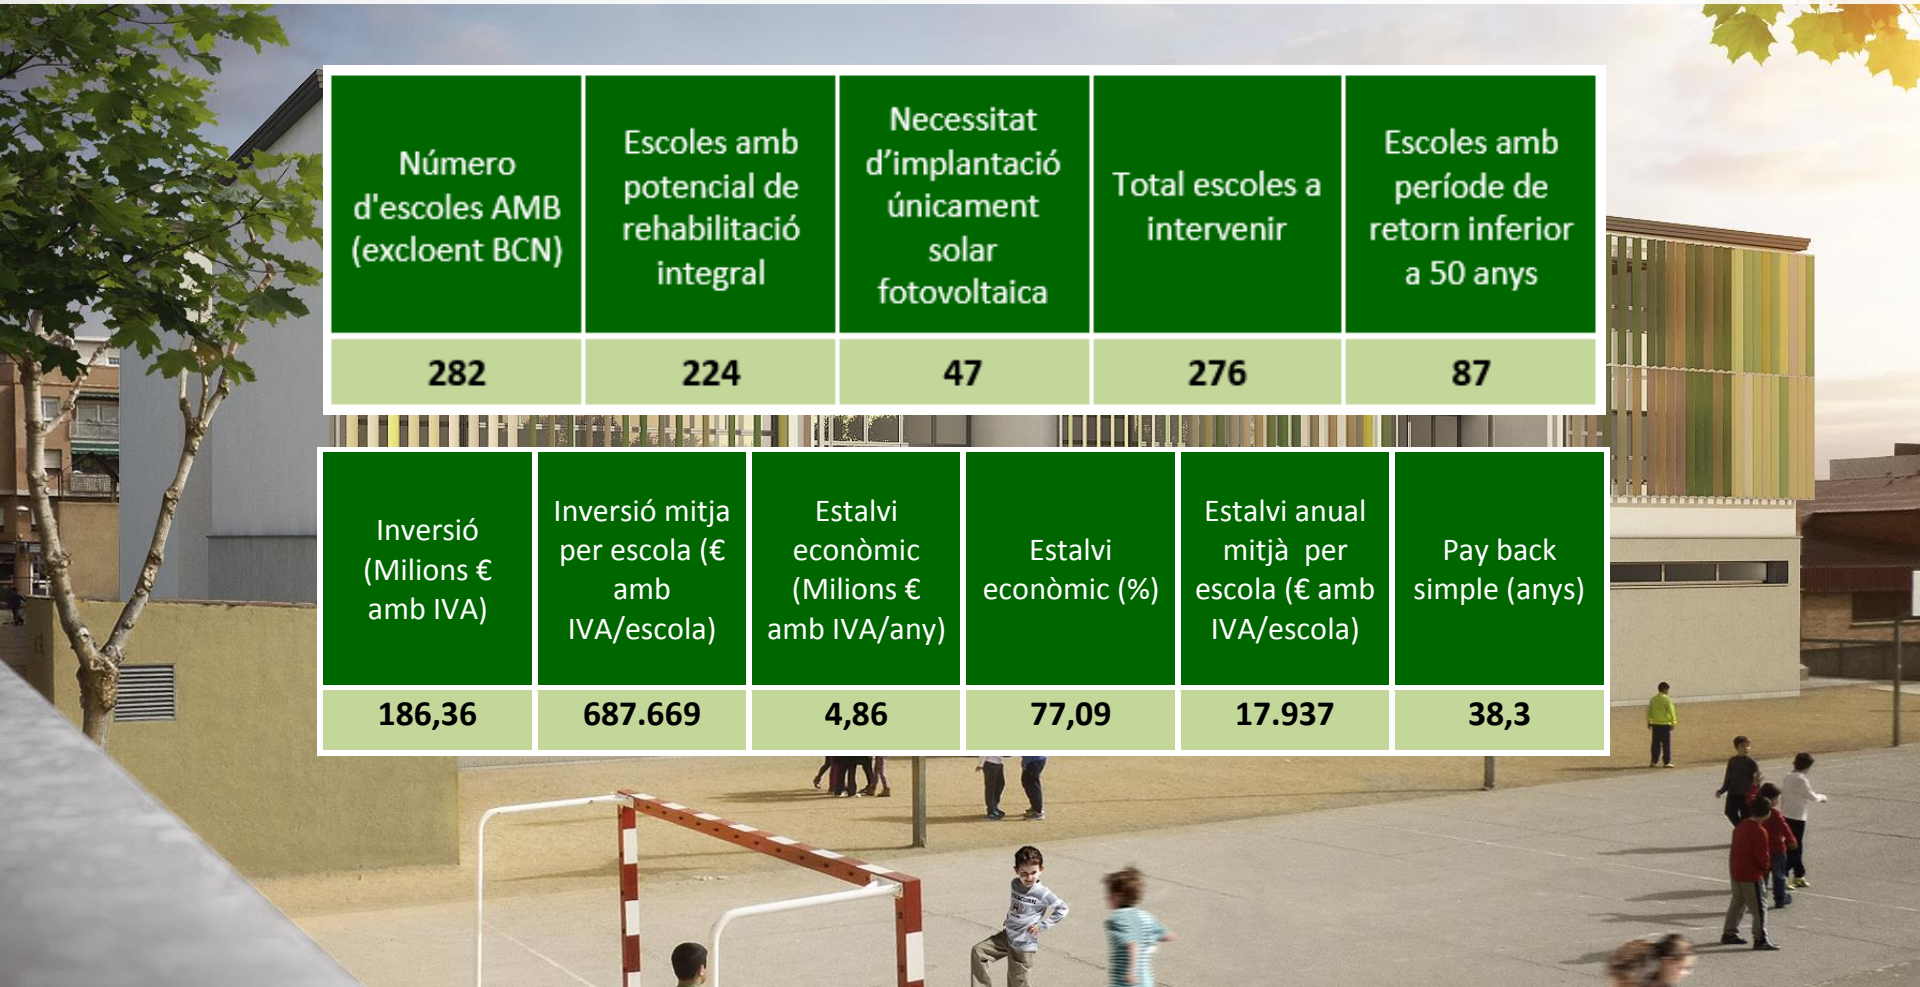 Número
d'escoles AMB
(excloent BCN)
Escoles amb
potencial de
rehabilitació
integral
Necessitat
d'implantació
únicament
solar
fotovoltaica
Total escoles a
intervenir
Escoles amb
període de
retorn inferior
a 50 anys
282
224
47
276
87
Inversió
(Milions €
amb IVA)
Inversió mitja
per escola (€
amb
IVA/escola)
Estalvi
econòmic
(Milions €
amb IVA/any)
Estalvi
econòmic (%)
Estalvi anual
mitjà per
escola (€ amb
IVA/escola)
Pay back
simple (anys)
186,36
687.669
4,86
77,09
17.937
38,3